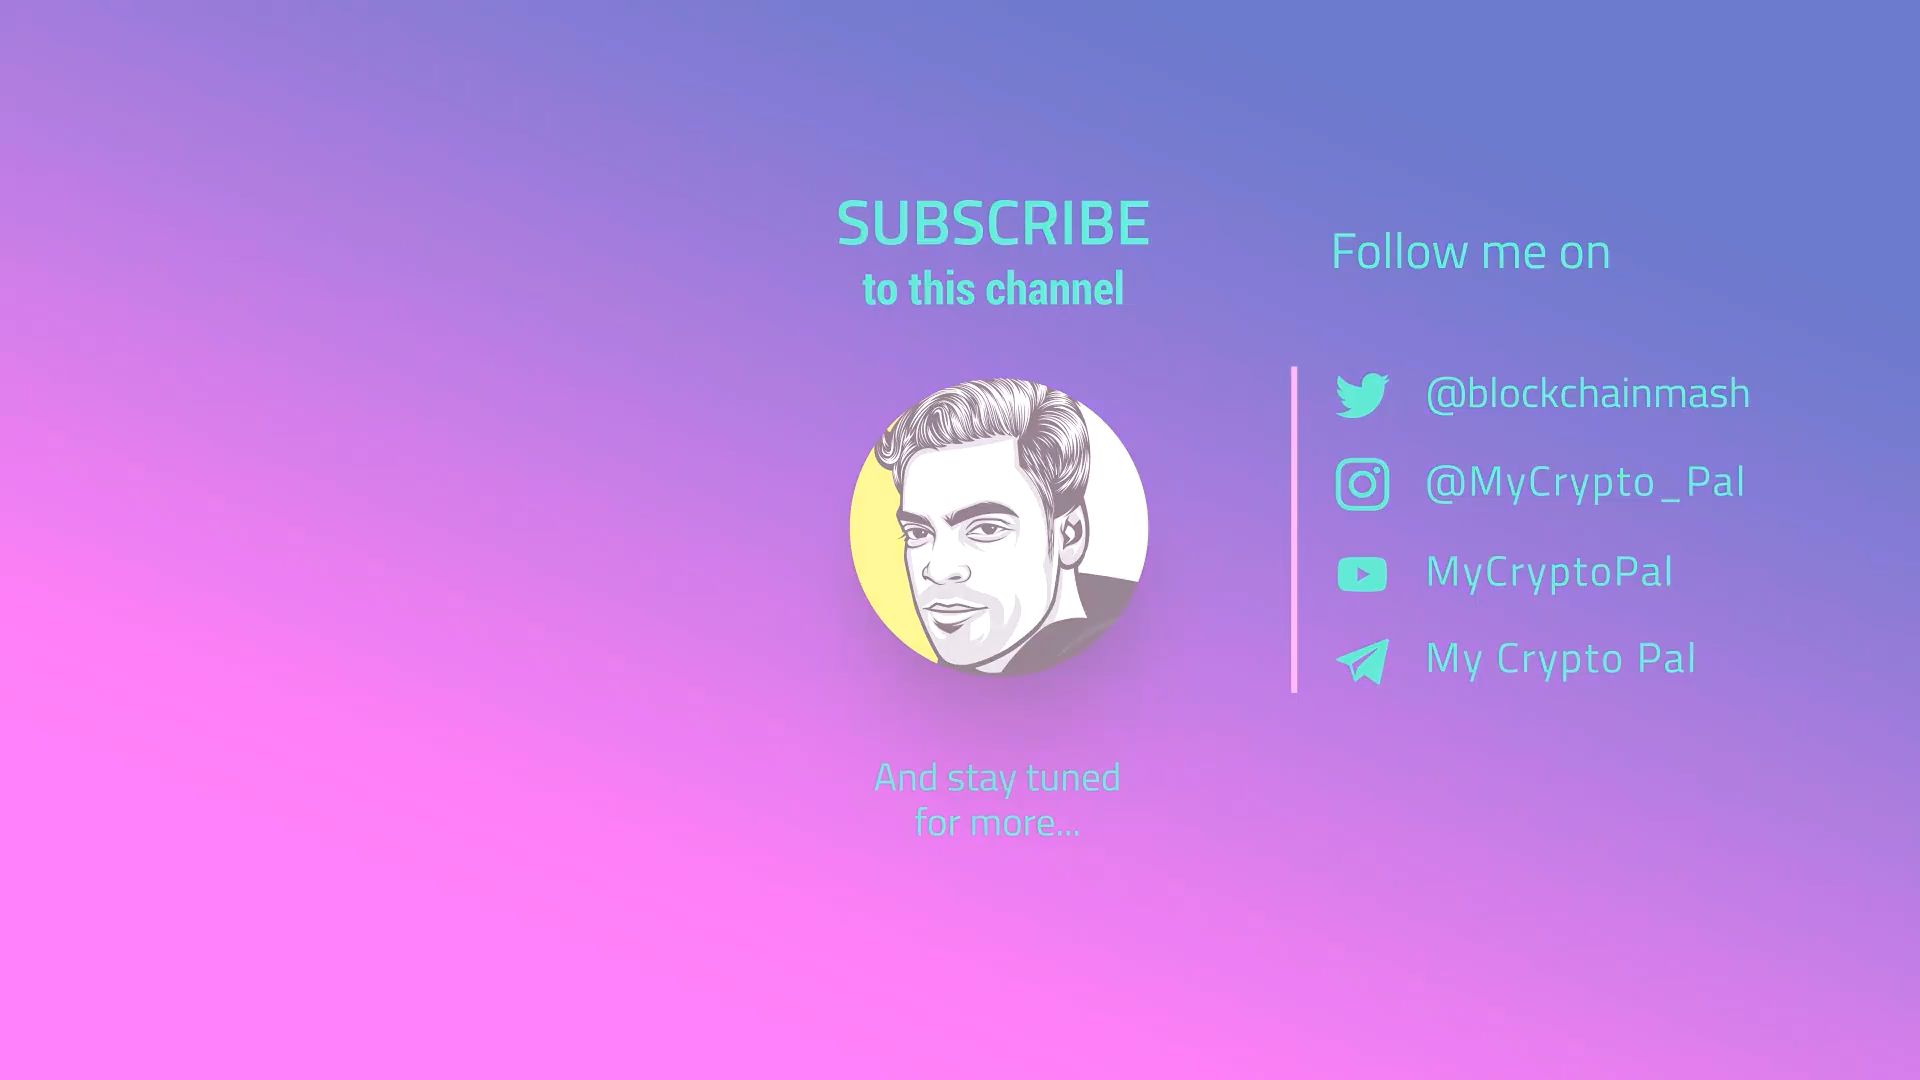 SUBSCRIBE
to this channel
And stay tuned
for more...
Follow me on
@blockchainmash
@MyCrypto_Pal
MyCryptoPal
My Crypto Pal